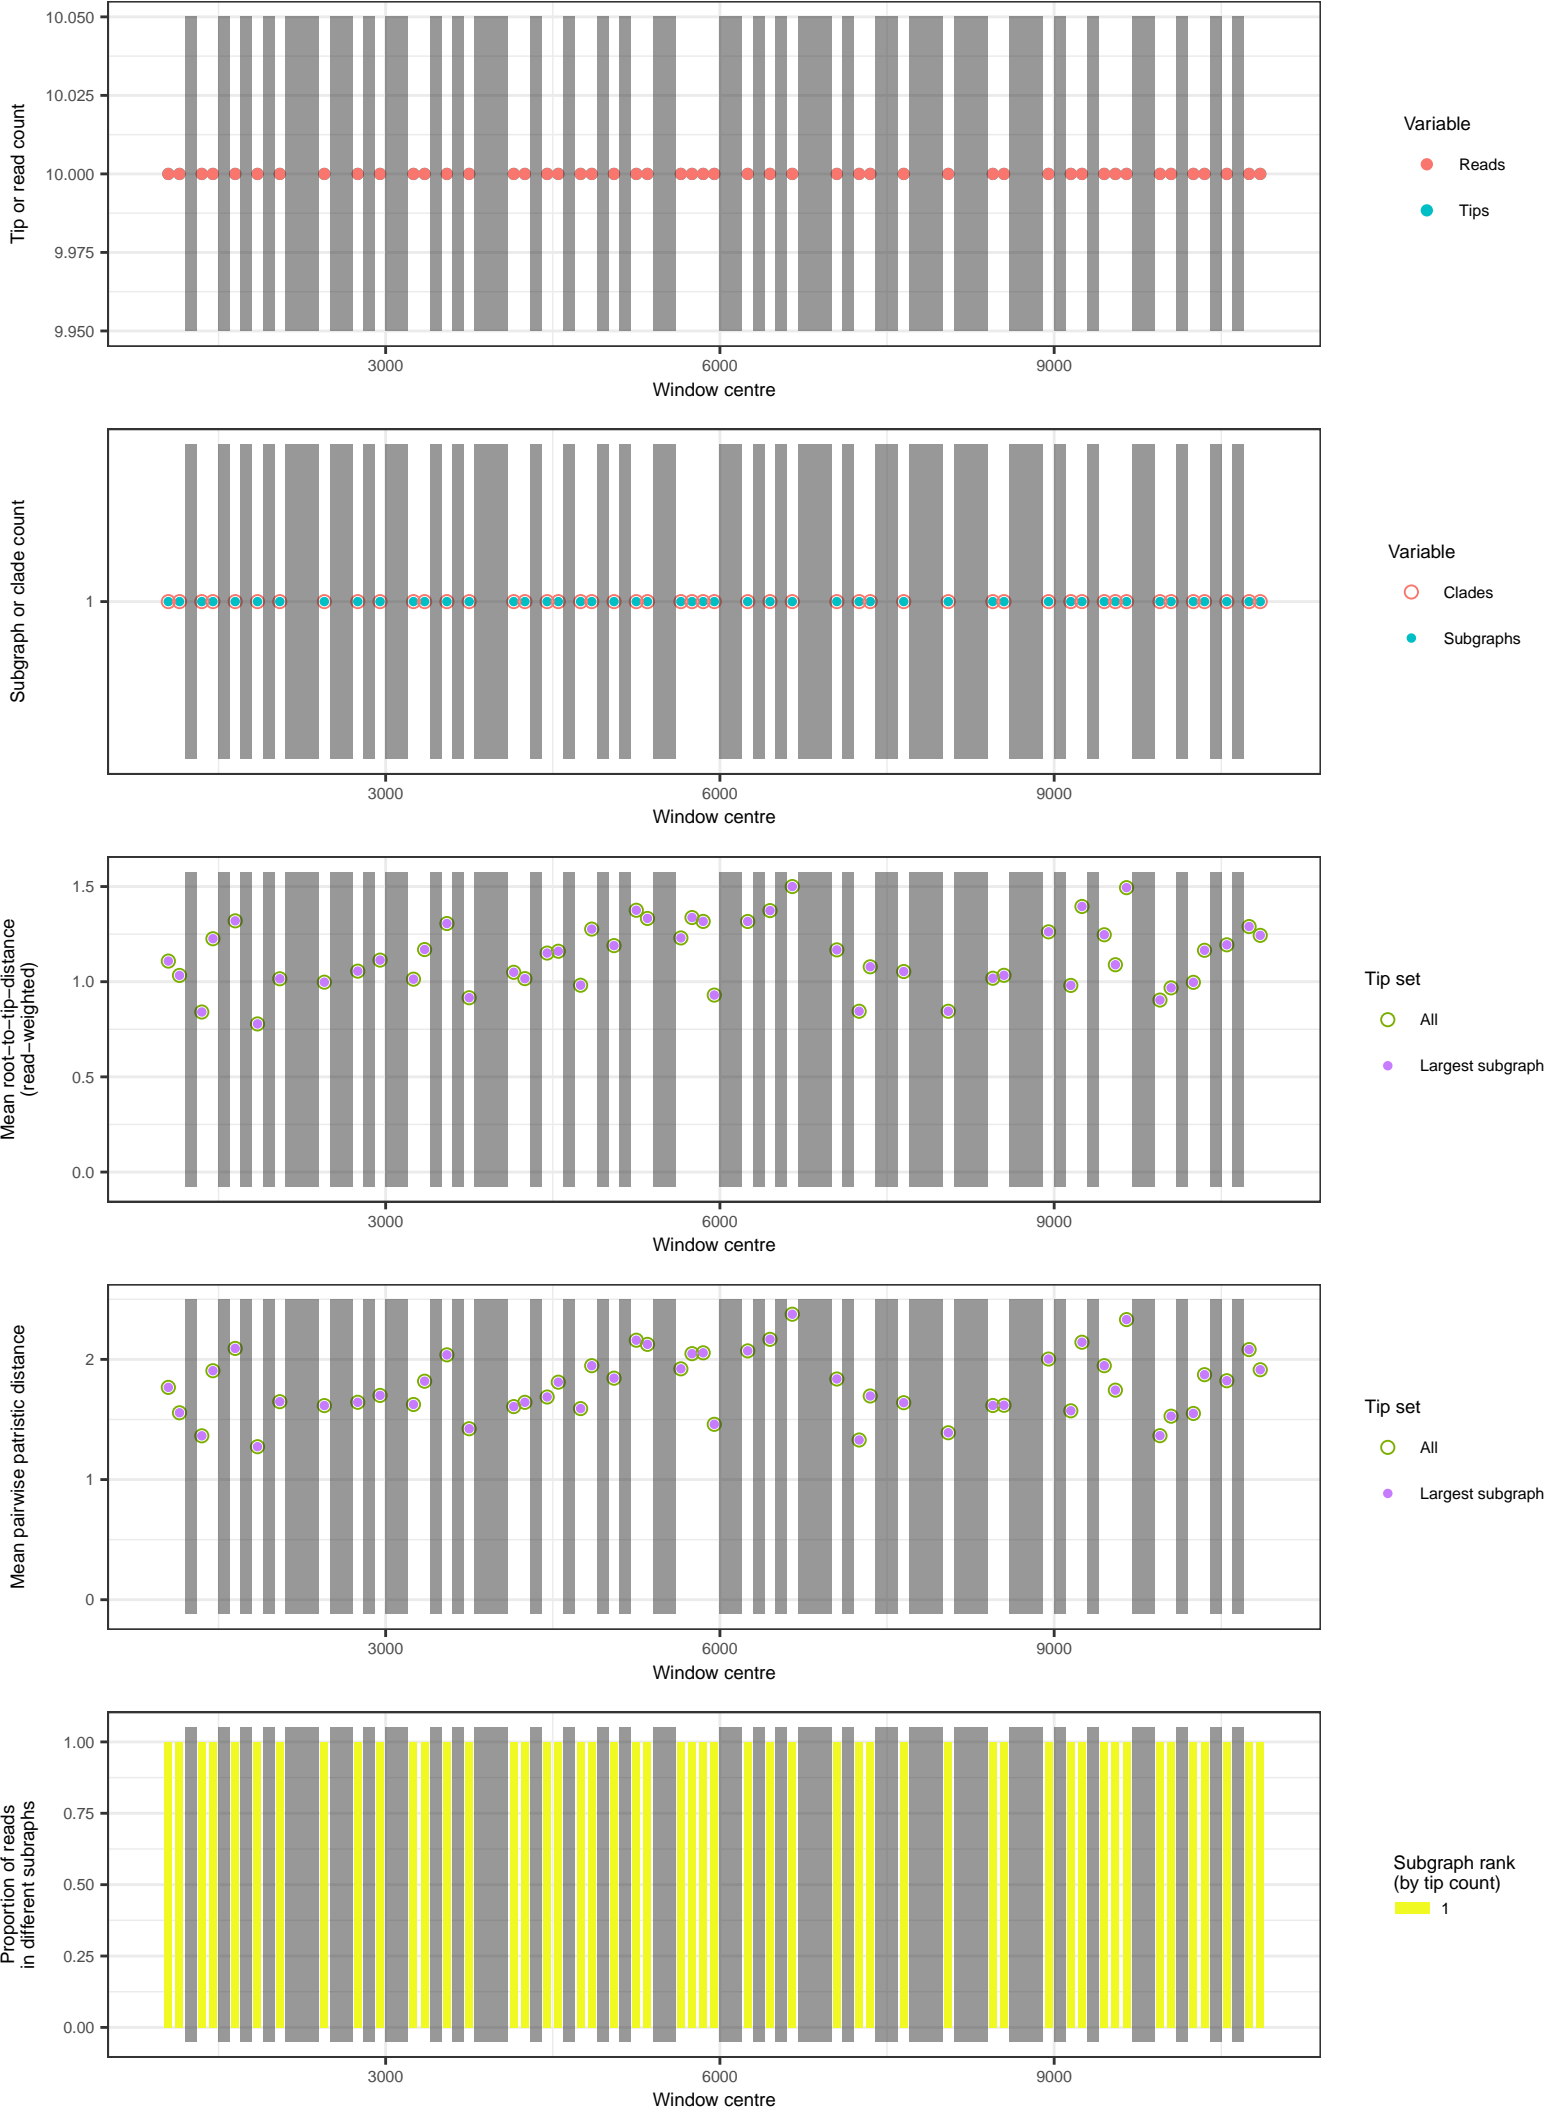 10.050
10.025
10.000
9.975
9.950
Tip or read count
3000
6000
9000
Window centre
Variable
Reads
Tips
1
Subgraph or clade count
3000
6000
9000
Window centre
Variable
Clades
Subgraphs
1.5
1.0
0.5
0.0
Mean root−to−tip−distance
(read−weighted)
3000
6000
9000
Window centre
Tip set
All
Largest subgraph
2
1
0
Mean pairwise patristic distance
3000
6000
9000
Window centre
Tip set
All
Largest subgraph
1.00
0.75
0.50
0.25
0.00
Proportion of reads
in different subraphs
3000
6000
9000
Window centre
Subgraph rank
(by tip count)
1